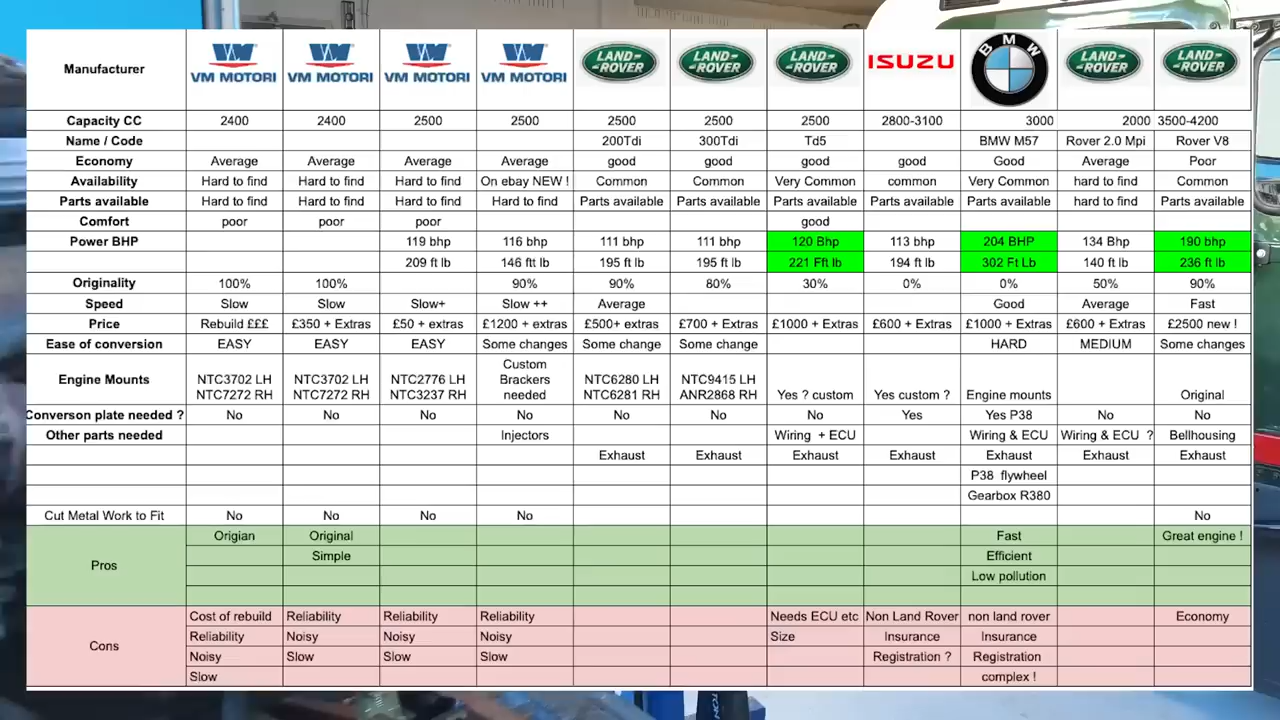 Manufacturer VM MOTORI VM MOTORI VM MOTORI VM MOTORI LAND ROVER LAND ROVER LAND ROVER ISUZU BMW LAND ROVER LAND ROVER
Capacity CC 2400 2400 2500 2500 2500 2500 2500 2800-3100 3000 2000 3500-4200
Name / Code 200Tdi 300Tdi Td5 BMW M57 Rover 2.0 Mpi Rover V8
Economy Average Average Average Average good good good good Good Average Poor
Availability Hard to find Hard to find Hard to find On ebay NEW ! Common Common Very Common common Very Common hard to find Common
Parts available Hard to find Hard to find Hard to find Hard to find Parts available Parts available Parts available Parts available Parts available hard to find Parts available
Comfort poor poor poor good
Power BHP 119 bhp 116 bhp 111 bhp 111 bhp 120 Bhp 113 bhp 204 BHP 134 Bhp 190 bhp
209 ft lb 146 ft lb 195 ft lb 195 ft lb 221 Fft lb 194 ft lb 302 Ft Lb 140 ft lb 236 ft lb
Originality 100% 100% 90% 90% 80% 30% 0% 0% 50% 90%
Speed Slow Slow Slow+ Slow ++ Average Good Average Fast
Price Rebuild £££ £350 + Extras £50 + extras £1200 + extras £500+ extras £700 + Extras £1000 + Extras £600 + Extras £1000 + Extras £600 + Extras £2500 new !
Ease of conversion EASY EASY EASY Some changes Some change Some change HARD MEDIUM Some changes
Custom
Engine Mounts NTC3702 LH NTC3702 LH NTC2776 LH Brackers NTC6280 LH NTC9415 LH
NTC7272 RH NTC7272 RH NTC3237 RH needed NTC6281 RH ANR2868 RH Yes ? custom Yes custom ? Engine mounts Original
Converson plate needed ? No No No No No No No Yes Yes P38 No No
Other parts needed Injectors Wiring + ECU Wiring & ECU Wiring & ECU ? Bellhousing
Exhaust Exhaust Exhaust Exhaust Exhaust Exhaust Exhaust
P38 flywheel
Gearbox R380
Cut Metal Work to Fit No No No No No
Origian Original Fast Great engine !
Simple Efficient
Pros Low pollution
Cost of rebuild Reliability Reliability Reliability Needs ECU etc Non Land Rover non land rover Economy
Reliability Noisy Noisy Noisy Size Insurance Insurance
Cons Noisy Slow Slow Slow Registration ? Registration
Slow complex !